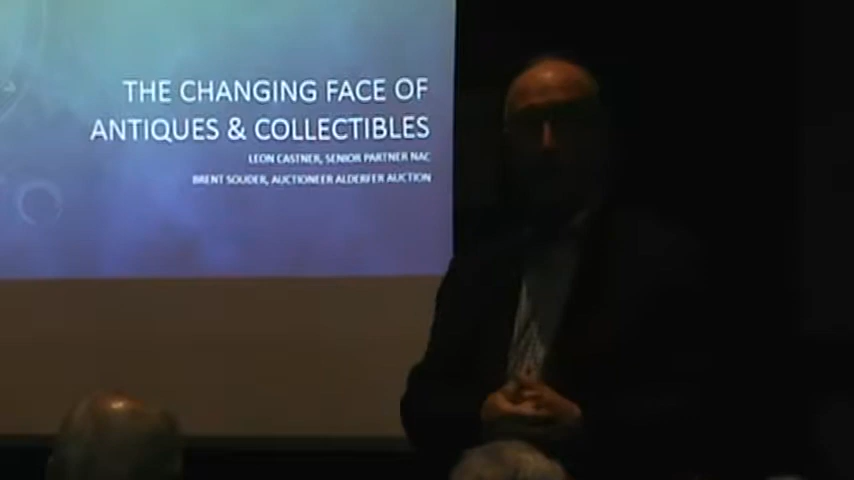 THE CHANGING FACE OF
ANTIQUES & COLLECTIBLES
LEON CASTNER, SENIOR PARTNER NAC
BRENT SOUDER, AUCTIONEER ALDERFER AUCTION